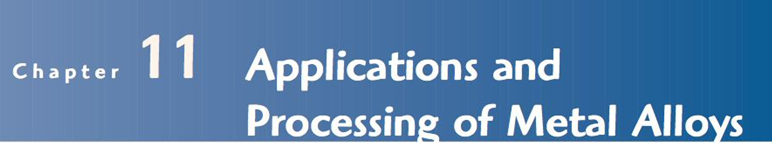 Chapter 11 Applications and
Processing of Metal Alloys